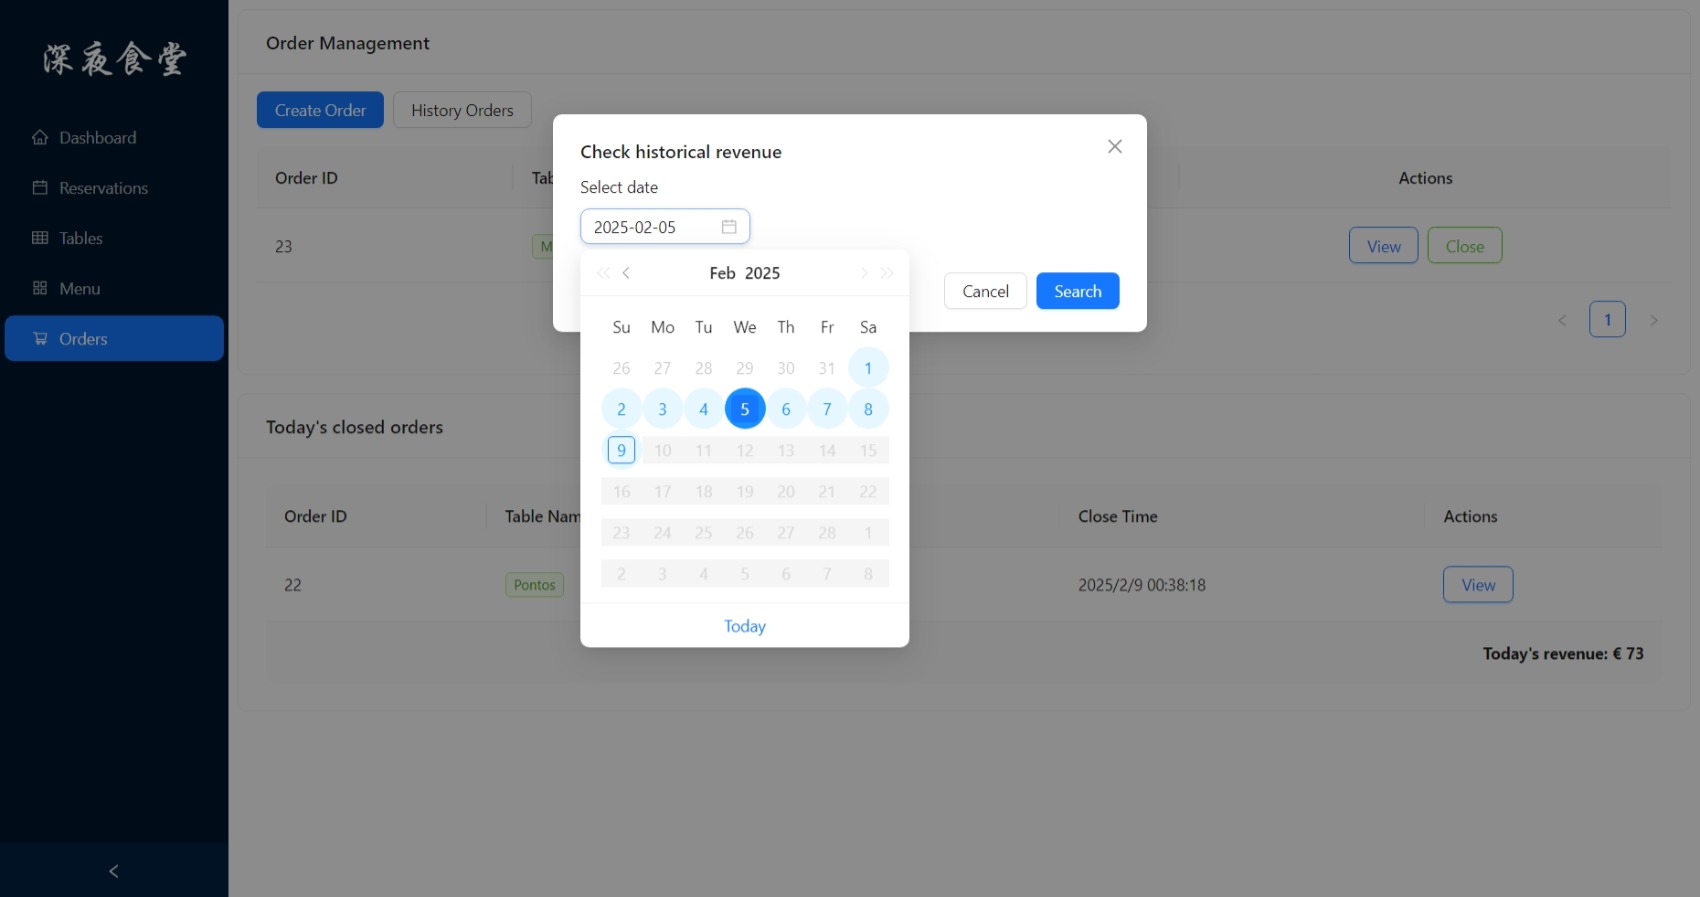 深夜食堂
Dashboard
Reservations
Tables
Menu
Orders
Order Management
Create Order
History Orders
Order ID
Actions
23
View
Close
1
Check historical revenue
Select date
2025-02-05
Cancel
Search
Feb 2025
Su Mo Tu We Th Fr Sa
26 27 28 29 30 31 1
2 3 4 5 6 7 8
9 10 11 12 13 14 15
16 17 18 19 20 21 22
23 24 25 26 27 28 1
2 3 4 5 6 7 8
Today
Today's closed orders
Order ID
Close Time
Actions
22
Pontos
2025/2/9 00:38:18
View
Today's revenue: € 73